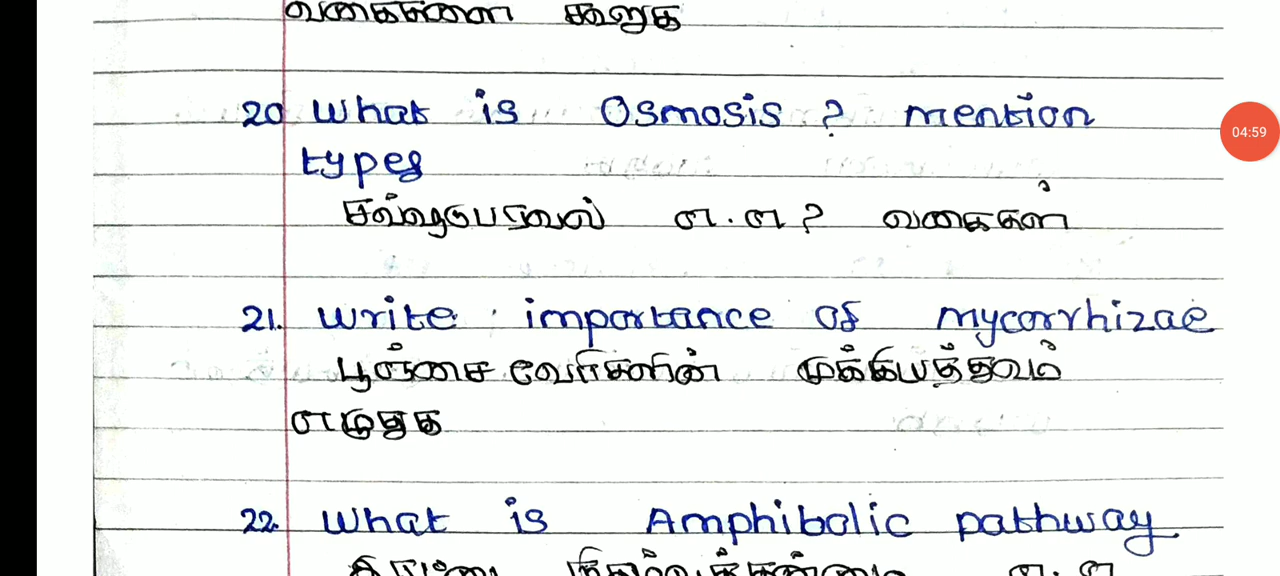 வகைகளை கூறுக
20 What is Osmosis? mention
types
சவ்வூடுபரவல் எ.எ? வகைகள்
04:59
21. Write importance of mycorrhizae
பூஞ்சை வேர்களின் முக்கியத்துவம்
எழுதுக
22. What is Amphibolic pathway
எ.எ